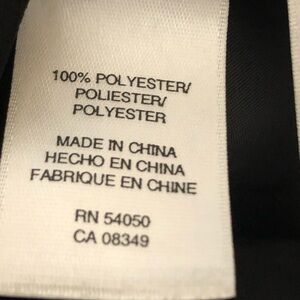 100% POLYESTER/
POLIESTER/
POLYESTER
MADE IN CHINA
HECHO EN CHINA
FABRIQUE EN CHINE
RN 54050
CA 08349